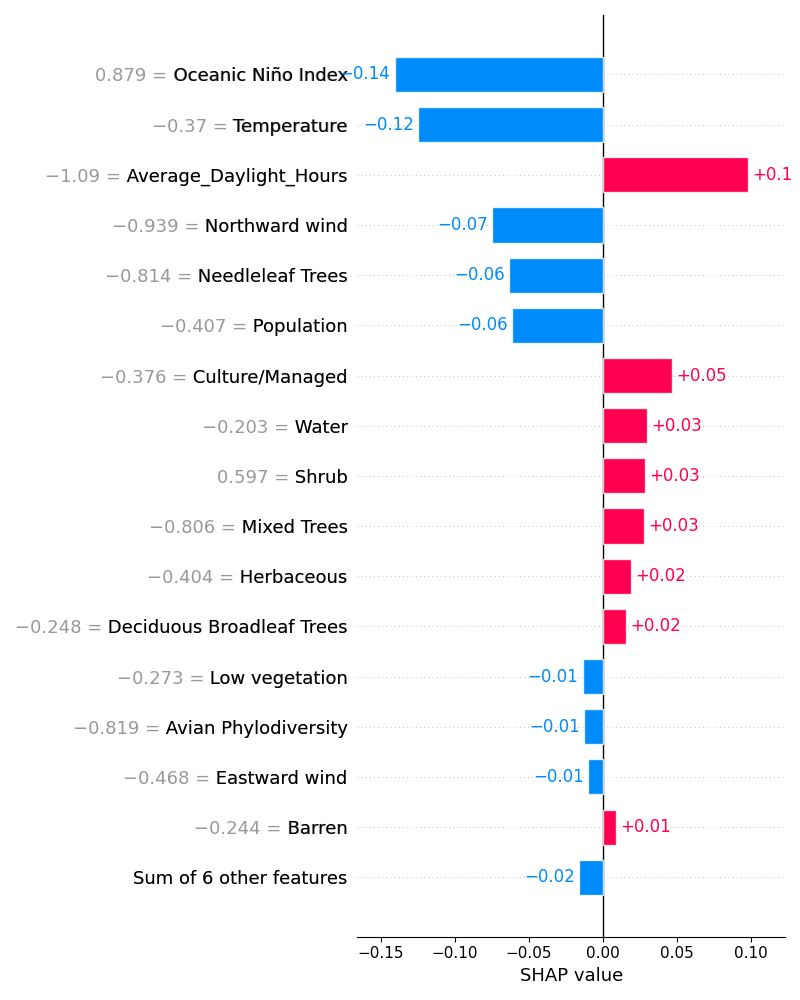 0.879 = Oceanic Niño Index −0.14
−0.37 = Temperature −0.12
−1.09 = Average_Daylight_Hours +0.1
−0.939 = Northward wind −0.07
−0.814 = Needleleaf Trees −0.06
−0.407 = Population −0.06
−0.376 = Culture/Managed +0.05
−0.203 = Water +0.03
0.597 = Shrub +0.03
−0.806 = Mixed Trees +0.03
−0.404 = Herbaceous +0.02
−0.248 = Deciduous Broadleaf Trees +0.02
−0.273 = Low vegetation −0.01
−0.819 = Avian Phylodiversity −0.01
−0.468 = Eastward wind −0.01
−0.244 = Barren +0.01
Sum of 6 other features −0.02
−0.15 −0.10 −0.05 0.00 0.05 0.10
SHAP value